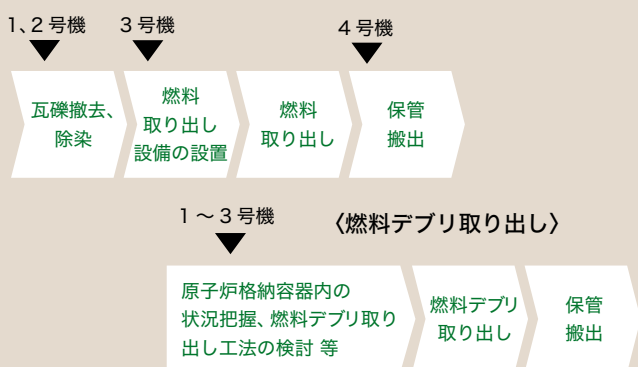 1、2号機
3号機
4号機
瓦礫撤去、
除染
燃料
取り出し
設備の設置
燃料
取り出し
保管
搬出
1～3号機
〈燃料デブリ取り出し〉
原子炉格納容器内の
状況把握、燃料デブリ取り
出し工法の検討 等
燃料デブリ
取り出し
保管
搬出